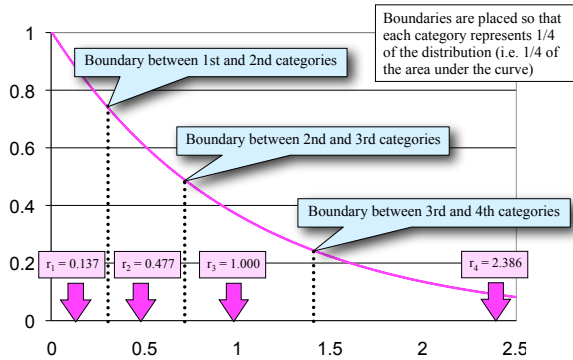 Boundaries are placed so that
each category represents 1/4
of the distribution (i.e. 1/4 of
the area under the curve)
1
Boundary between 1st and 2nd categories
0.8
Boundary between 2nd and 3rd categories
0.6
0.4
Boundary between 3rd and 4th categories
0.2
r1 = 0.137
r2 = 0.477
r3 = 1.000
r4 = 2.386
0
0 0.5 1 1.5 2 2.5